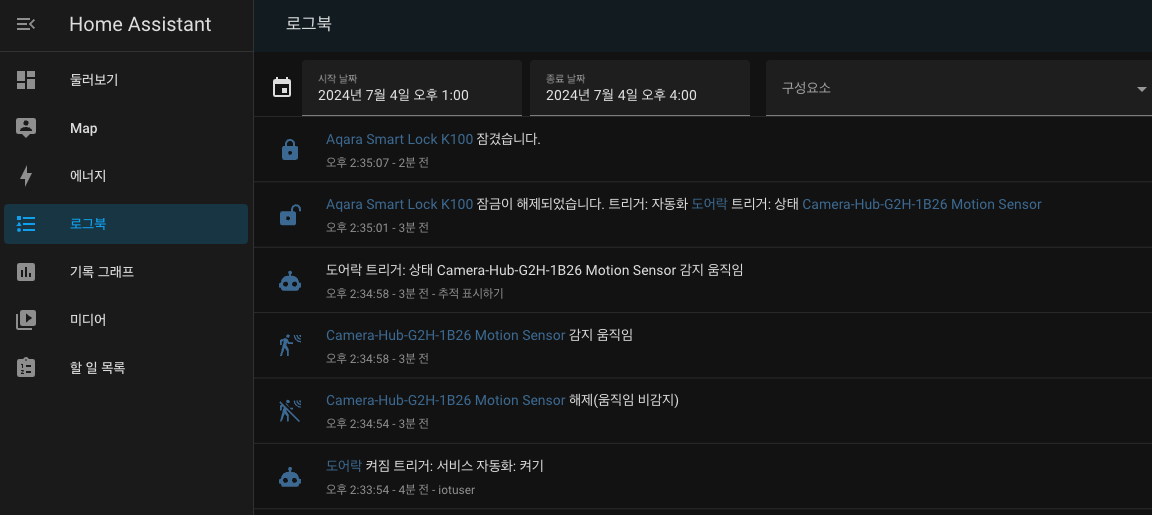 Home Assistant
로그북
둘러보기
Map
에너지
로그북
기록 그래프
미디어
할 일 목록
시작 날짜
2024년 7월 4일 오후 1:00
종료 날짜
2024년 7월 4일 오후 4:00
구성요소
Aqara Smart Lock K100 잠겼습니다.
오후 2:35:07 - 2분 전
Aqara Smart Lock K100 잠금이 해제되었습니다. 트리거: 자동화 도어락 트리거: 상태 Camera-Hub-G2H-1B26 Motion Sensor
오후 2:35:01 - 3분 전
도어락 트리거: 상태 Camera-Hub-G2H-1B26 Motion Sensor 감지 움직임
오후 2:34:58 - 3분 전 - 추적 표시하기
Camera-Hub-G2H-1B26 Motion Sensor 감지 움직임
오후 2:34:58 - 3분 전
Camera-Hub-G2H-1B26 Motion Sensor 해제(움직임 비감지)
오후 2:34:54 - 3분 전
도어락 켜짐 트리거: 서비스 자동화: 켜기
오후 2:33:54 - 4분 전 - iotuser